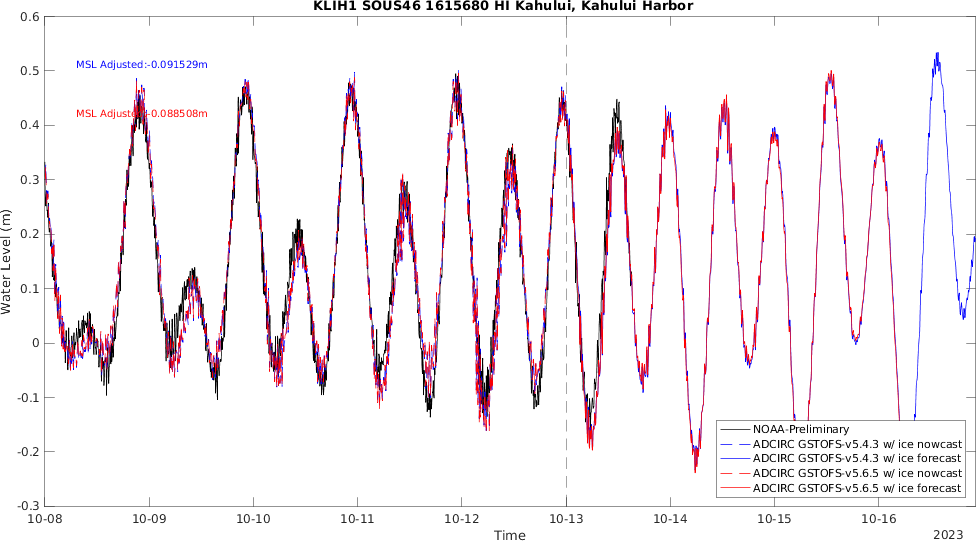 KLIH1 SOUS46 1615680 HI Kahului, Kahului Harbor
0.6
0.5
0.4
0.3
0.2
0.1
0
-0.1
-0.2
-0.3
Water Level (m)
MSL Adjusted:-0.091529m
MSL Adjusted:-0.088508m
NOAA-Preliminary
ADCIRC GSTOFS-v5.4.3 w/ ice nowcast
ADCIRC GSTOFS-v5.4.3 w/ ice forecast
ADCIRC GSTOFS-v5.6.5 w/ ice nowcast
ADCIRC GSTOFS-v5.6.5 w/ ice forecast
10-08 10-09 10-10 10-11 10-12 10-13 10-14 10-15 10-16
Time
2023